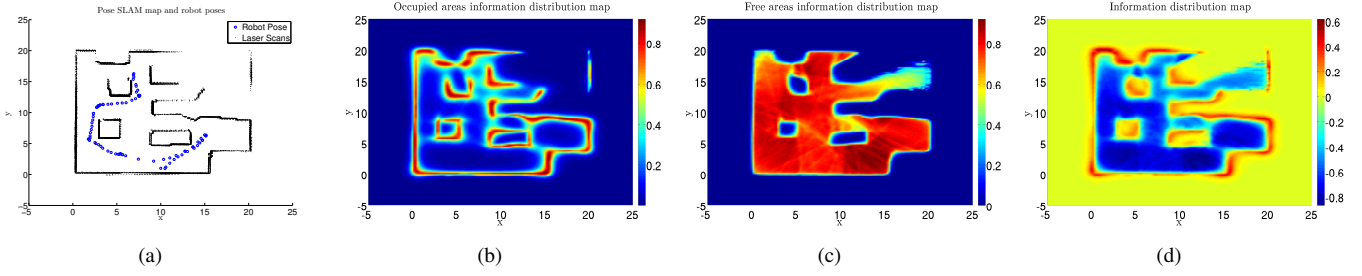 Pose SLAM map and robot poses
25
20
15
10
5
0
-5
-5 0 5 10 15 20 25
x
y
Robot Pose
Laser Scans
(a)
Occupied areas information distribution map
25
20
15
10
5
0
-5
-5 0 5 10 15 20 25
x
y
0.8
0.6
0.4
0.2
(b)
Free areas information distribution map
25
20
15
10
5
0
-5
-5 0 5 10 15 20 25
x
y
0.8
0.6
0.4
0.2
0
(c)
Information distribution map
25
20
15
10
5
0
-5
-5 0 5 10 15 20 25
x
y
0.6
0.4
0.2
0
-0.2
-0.4
-0.6
-0.8
(d)